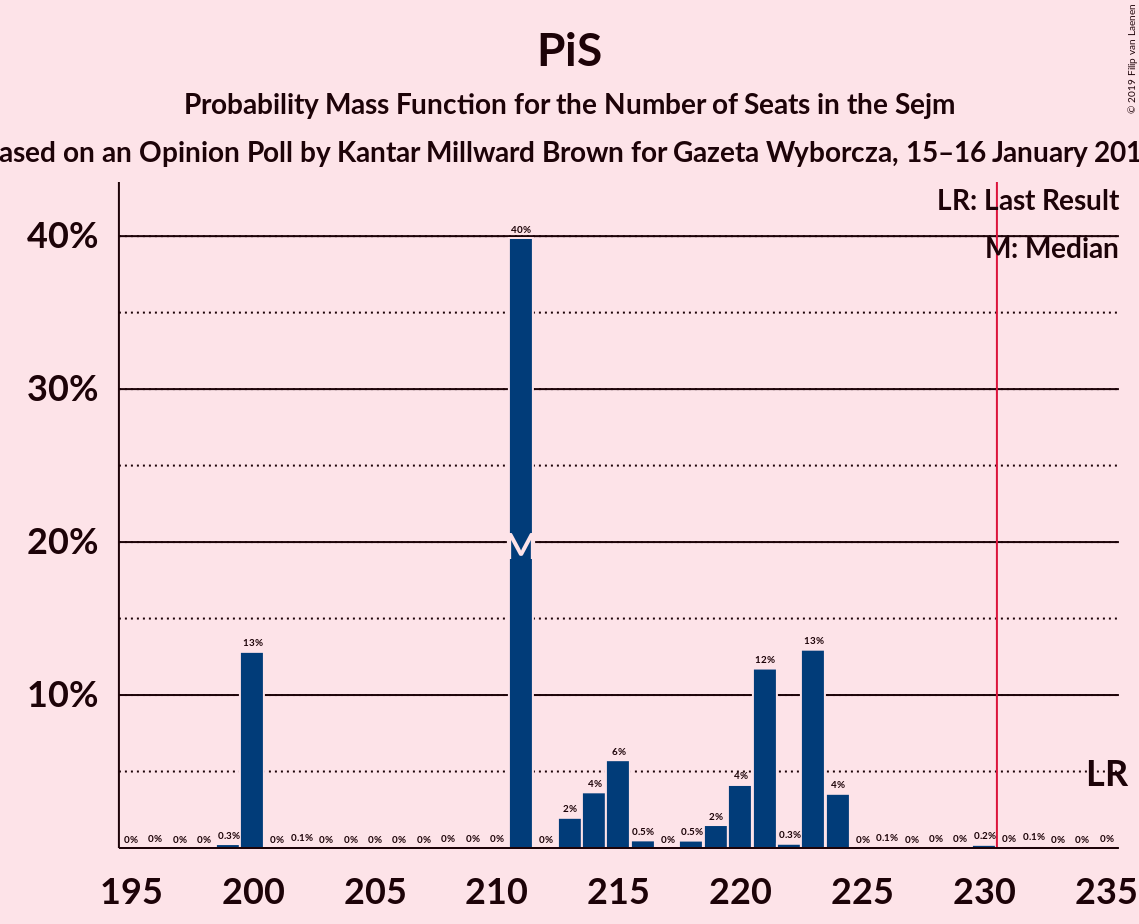 PiS
Probability Mass Function for the Number of Seats in the Sejm
ased on an Opinion Poll by Kantar Millward Brown for Gazeta Wyborcza, 15–16 January 201
© 2019 Filip van Laenen
LR: Last Result
M: Median
40%
30%
20%
10%
0% 0% 0% 0% 0.3% 13% 0% 0.1% 0% 0% 0% 0% 0% 0% 0% 0% 40% 0% 2% 4% 6% 0.5% 0% 0.5% 2% 4% 12% 0.3% 13% 4% 0% 0.1% 0% 0% 0% 0.2% 0% 0.1% 0% 0% 0%
M
LR
195 200 205 210 215 220 225 230 235